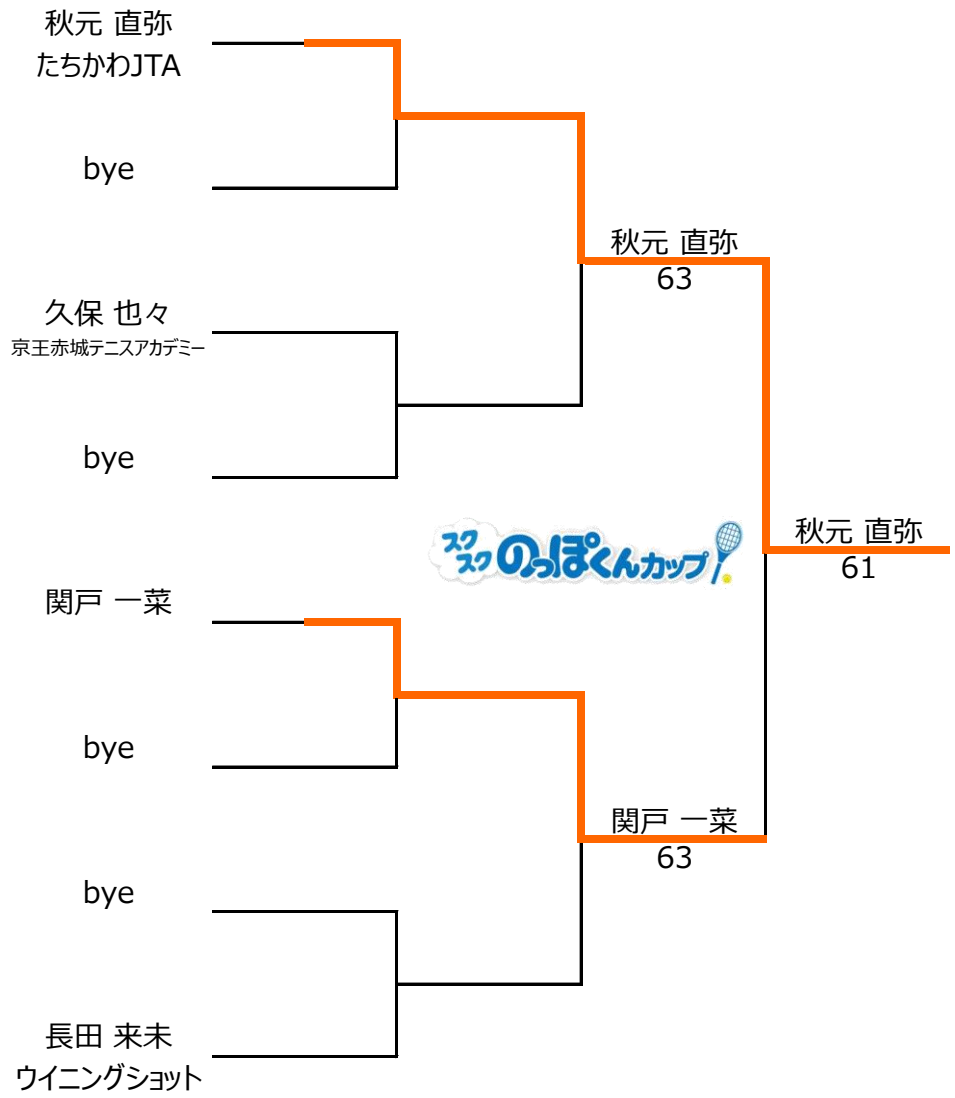 秋元 直弥
たちかわJTA
bye
秋元 直弥
63
久保 也々
京王赤城テニスアカデミー
bye
スク
スク
のっぽくんカップ
秋元 直弥
61
関戸 一菜
bye
関戸 一菜
63
bye
長田 来未
ウイニングショット